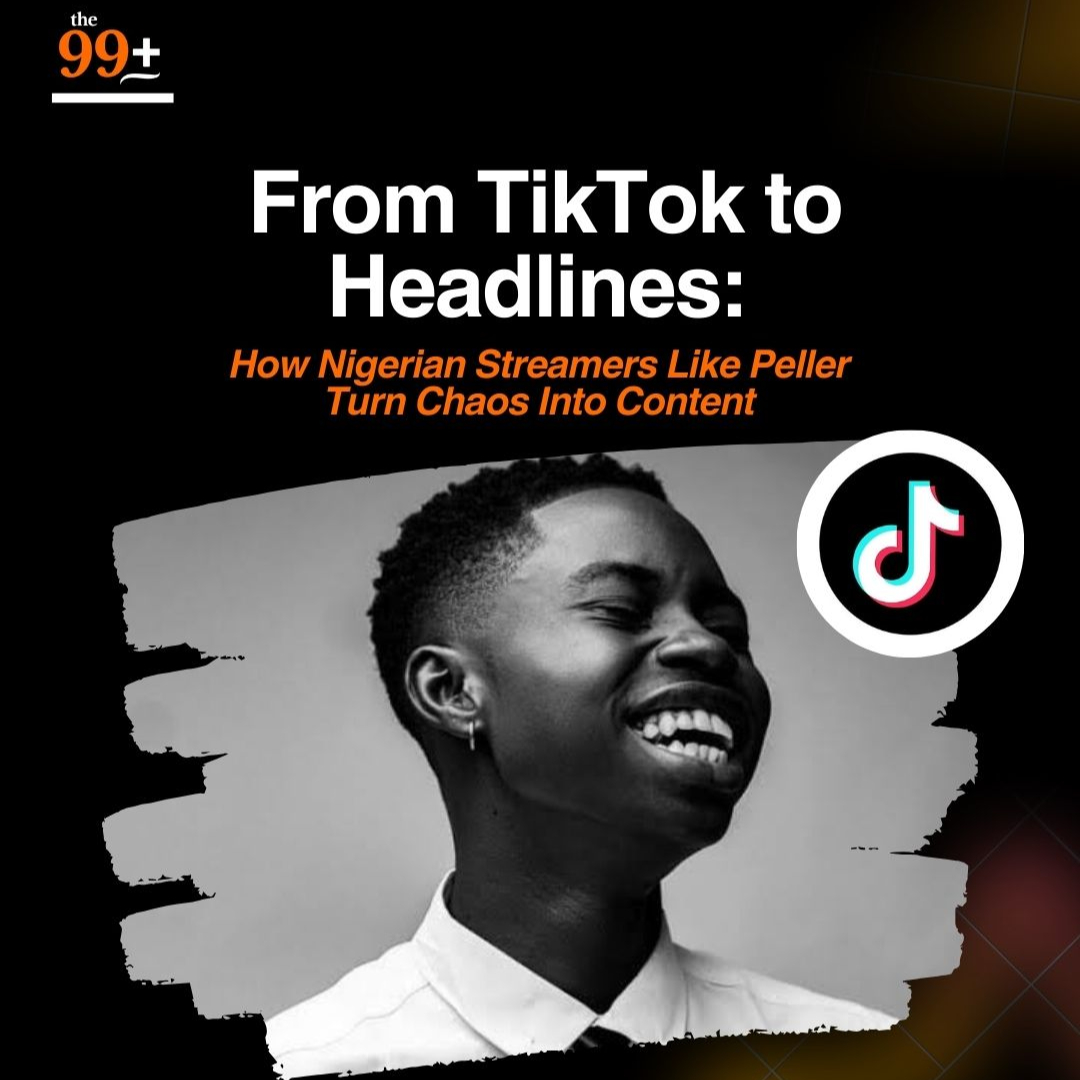 the
99+
From TikTok to
Headlines:
How Nigerian Streamers Like Peller
Turn Chaos Into Content